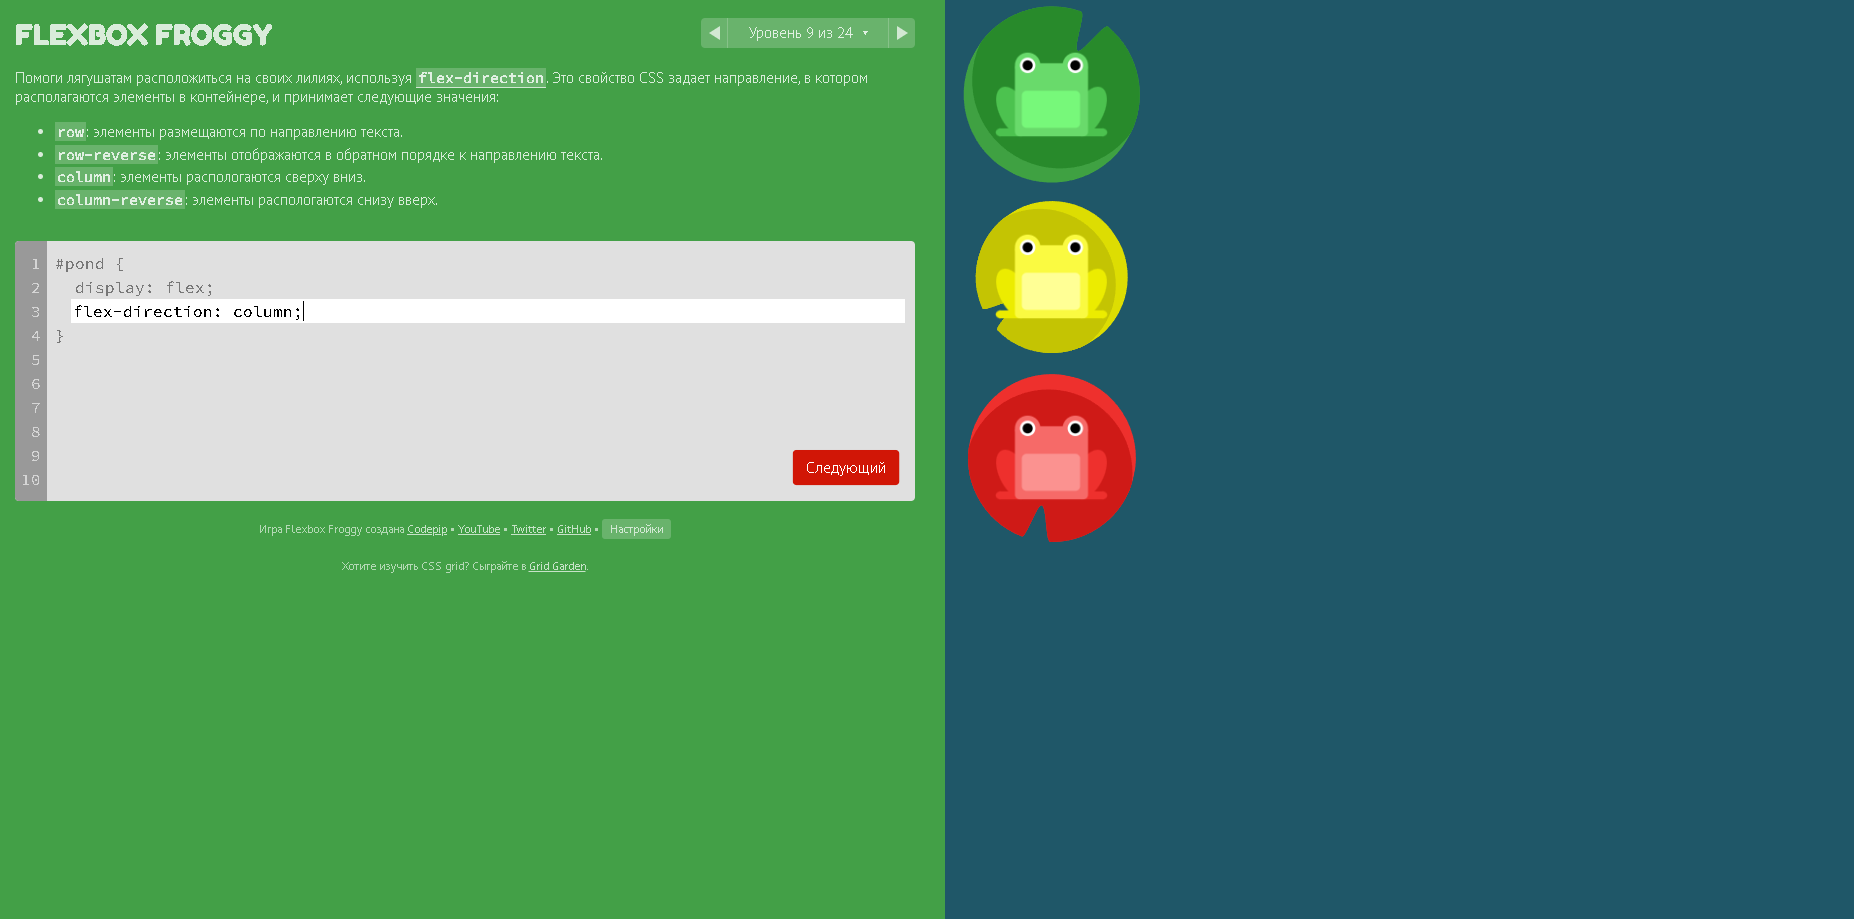 FLEXBOX FROGGY
Уровень 9 из 24
Помоги лягушатам расположиться на своих лилиях, используя flex-direction. Это свойство CSS задает направление, в котором
располагаются элементы в контейнере, и принимает следующие значения:
row: элементы размещаются по направлению текста.
row-reverse: элементы отображаются в обратном порядке к направлению текста.
column: элементы распологаются сверху вниз.
column-reverse: элементы распологаются снизу вверх.
1 #pond {
2 display: flex;
3 flex-direction: column;
4 }
5
6
7
8
9
10
Следующий
Игра Flexbox Froggy создана Codepip • YouTube • Twitter • GitHub • Настройки
Хотите изучить CSS grid? Сыграйте в Grid Garden.